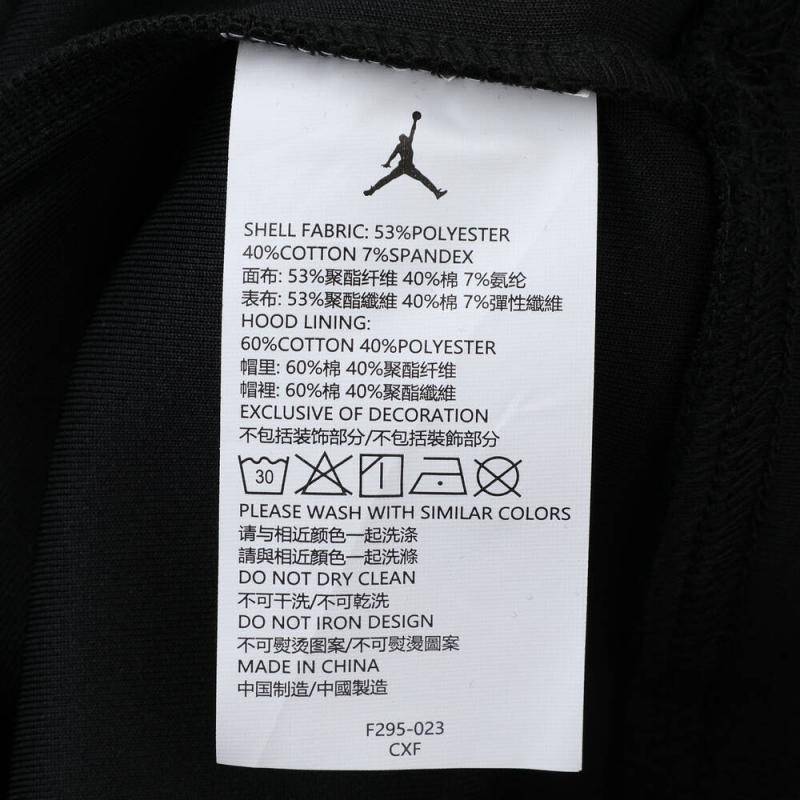 SHELL FABRIC: 53%POLYESTER
40%COTTON 7%SPANDEX
面布: 53%聚酯纤维 40%棉 7%氨纶
表布: 53%聚酯纖維 40%棉 7%彈性纖維
HOOD LINING:
60%COTTON 40%POLYESTER
帽里: 60%棉 40%聚酯纤维
帽裡: 60%棉 40%聚酯纖維
EXCLUSIVE OF DECORATION
不包括装饰部分/不包括裝飾部分
30
PLEASE WASH WITH SIMILAR COLORS
请与相近颜色一起洗涤
請與相近顏色一起洗滌
DO NOT DRY CLEAN
不可干洗/不可乾洗
DO NOT IRON DESIGN
不可熨烫图案/不可熨燙圖案
MADE IN CHINA
中国制造/中國製造
F295-023
CXF